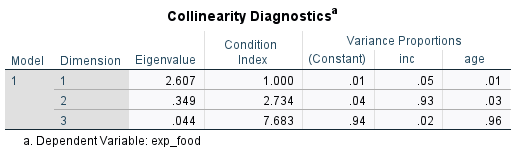 Collinearity Diagnosticsa
Condition Variance Proportions
Model Dimension Eigenvalue Index (Constant) inc age
1 1 2.607 1.000 .01 .05 .01
2 .349 2.734 .04 .93 .03
3 .044 7.683 .94 .02 .96
a. Dependent Variable: exp_food